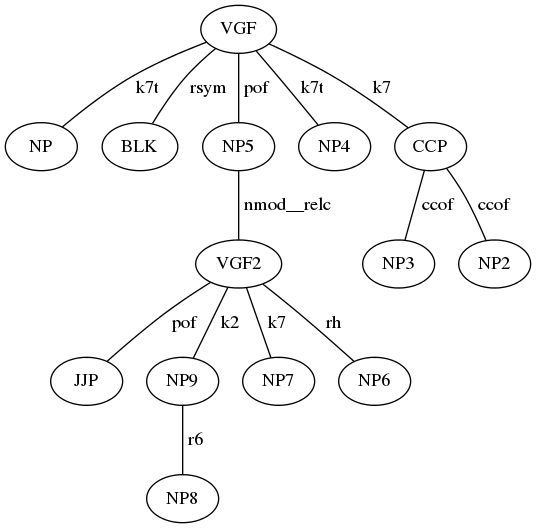 VGF
k7t rsym pof k7t k7
NP BLK NP5 NP4 CCP
nmod__relc ccof ccof
VGF2 NP3 NP2
pof k2 k7 rh
JJP NP9 NP7 NP6
r6
NP8